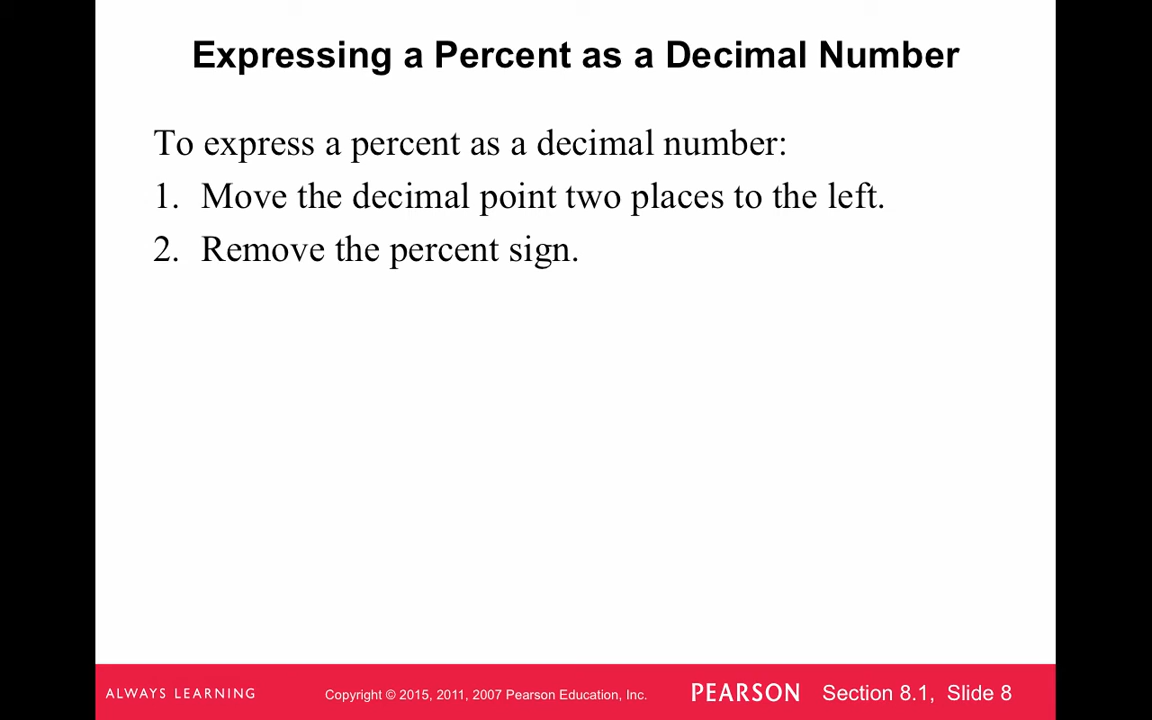 Expressing a Percent as a Decimal Number
To express a percent as a decimal number:
1. Move the decimal point two places to the left.
2. Remove the percent sign.
ALWAYS LEARNING Copyright © 2015, 2011, 2007 Pearson Education, Inc. PEARSON Section 8.1, Slide 8